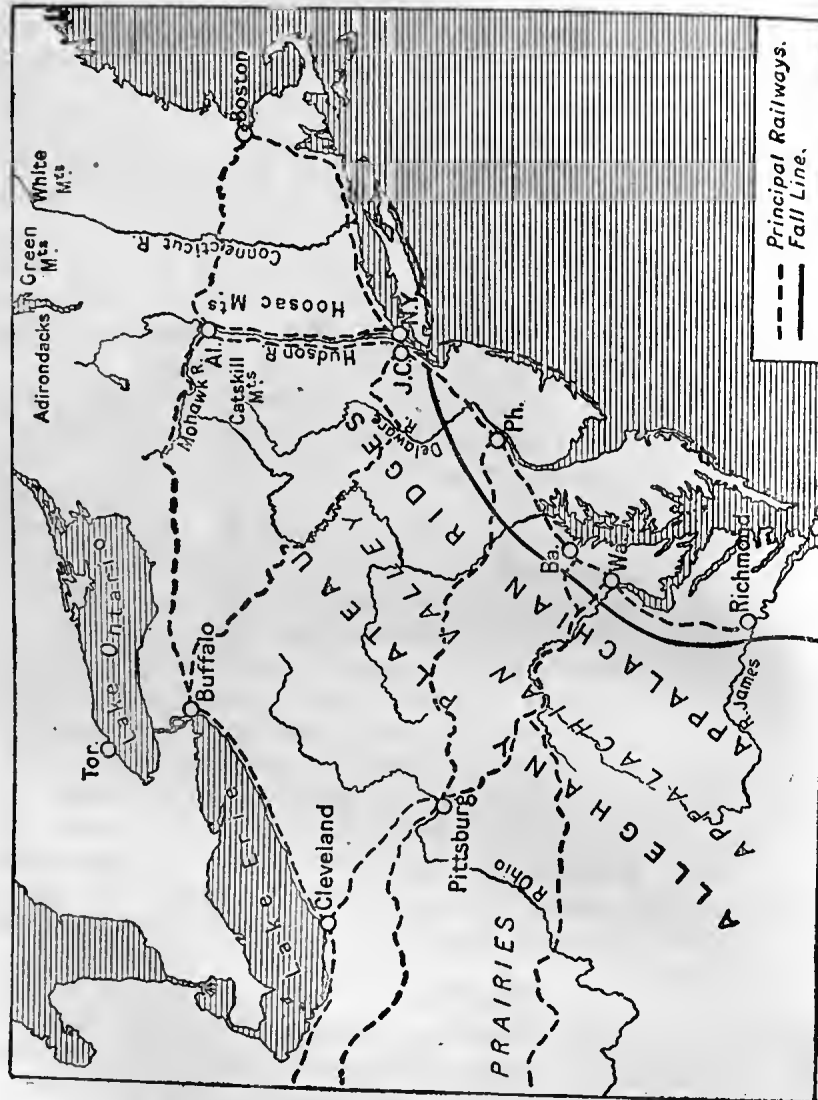 Adirondacks
Green
Mts
White
Mts
Tor.
Lake Ontario
Buffalo
Mohawk R.
Al.
Catskill
Mts
Hudson R
Hoosac Mts
Connecticut
R.
Boston
Lake Erie
Cleveland
Delaware
R.
J.C.
N.Y.
Ph.
Pittsburg
R Ohio
PRAIRIES
ALLEGHANY PLATEAU
APPALACHIAN VALLEY
APPALACHIAN RIDGES
Ba.
Wa.
Richmond
R. James
Principal Railways.
Fall Line.